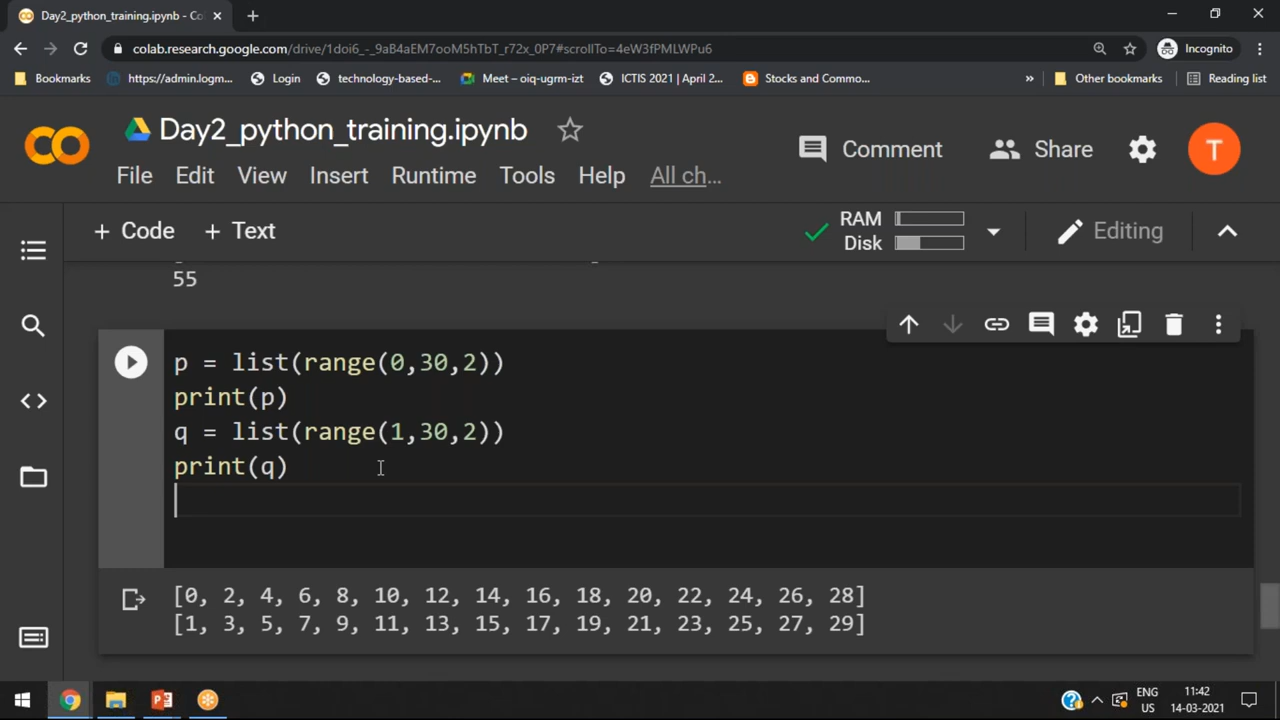 Day2_python_training.ipynb - Co
colab.research.google.com/drive/1doi6_-_9aB4aEM7ooM5hTbT_r72x_0P7#scrollTo=4eW3fPMLWPu6
Incognito
Bookmarks
https://admin.logm...
Login
technology-based-...
Meet – oiq-ugrm-izt
ICTIS 2021 | April 2...
Stocks and Commo...
»
Other bookmarks
Reading list
Day2_python_training.ipynb
Comment
Share
T
File Edit View Insert Runtime Tools Help All ch...
+ Code + Text
RAM
Disk
Editing
55
p = list(range(0,30,2))
print(p)
q = list(range(1,30,2))
print(q)
[0, 2, 4, 6, 8, 10, 12, 14, 16, 18, 20, 22, 24, 26, 28]
[1, 3, 5, 7, 9, 11, 13, 15, 17, 19, 21, 23, 25, 27, 29]
ENG
US
11:42
14-03-2021